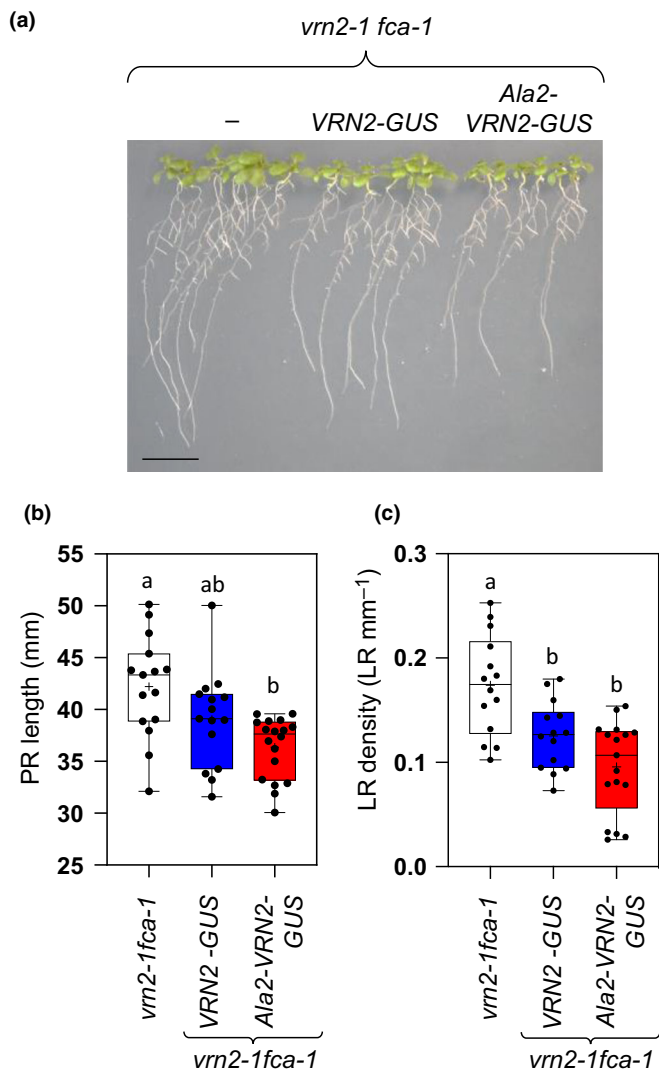 (a)
vrn2-1 fca-1
–
VRN2-GUS
Ala2-
VRN2-GUS
(b)
PR length (mm)
55
50
45
40
35
30
25
a
ab
b
vrn2-1fca-1
VRN2 -GUS
Ala2-VRN2-
GUS
vrn2-1fca-1
(c)
LR density (LR mm⁻¹)
0.3
0.2
0.1
0.0
a
b
b
vrn2-1fca-1
VRN2 -GUS
Ala2-VRN2-
GUS
vrn2-1fca-1